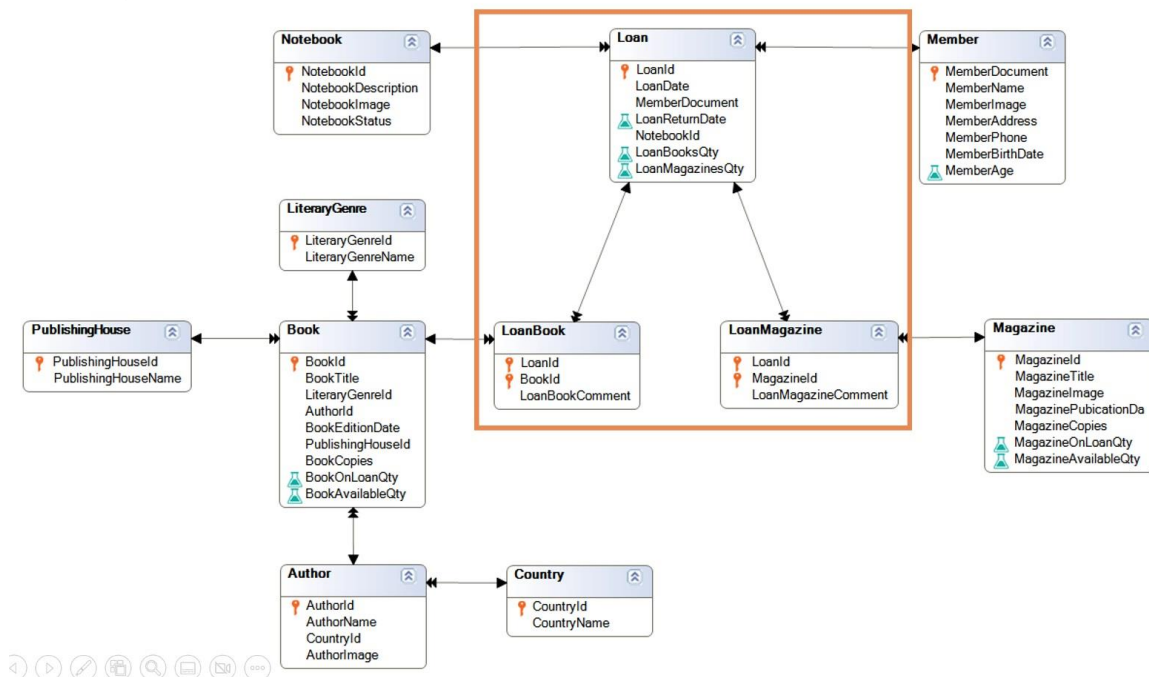 Notebook
NotebookId
NotebookDescription
NotebookImage
NotebookStatus
Loan
LoanId
LoanDate
MemberDocument
LoanReturnDate
NotebookId
LoanBooksQty
LoanMagazinesQty
Member
MemberDocument
MemberName
MemberImage
MemberAddress
MemberPhone
MemberBirthDate
MemberAge
LiteraryGenre
LiteraryGenreId
LiteraryGenreName
PublishingHouse
PublishingHouseId
PublishingHouseName
Book
BookId
BookTitle
LiteraryGenreId
AuthorId
BookEditionDate
PublishingHouseId
BookCopies
BookOnLoanQty
BookAvailableQty
LoanBook
LoanId
BookId
LoanBookComment
LoanMagazine
LoanId
MagazineId
LoanMagazineComment
Magazine
MagazineId
MagazineTitle
MagazineImage
MagazinePubicationDa
MagazineCopies
MagazineOnLoanQty
MagazineAvailableQty
Author
AuthorId
AuthorName
CountryId
AuthorImage
Country
CountryId
CountryName